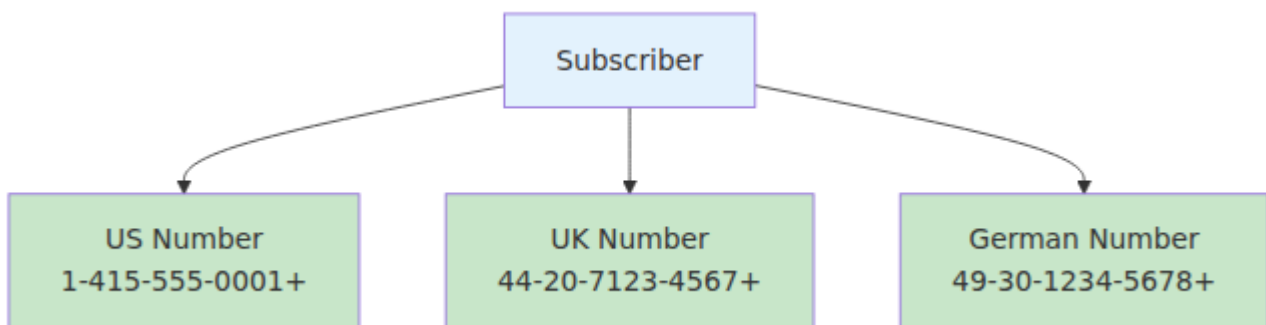 Subscriber
US Number
1-415-555-0001+
UK Number
44-20-7123-4567+
German Number
49-30-1234-5678+